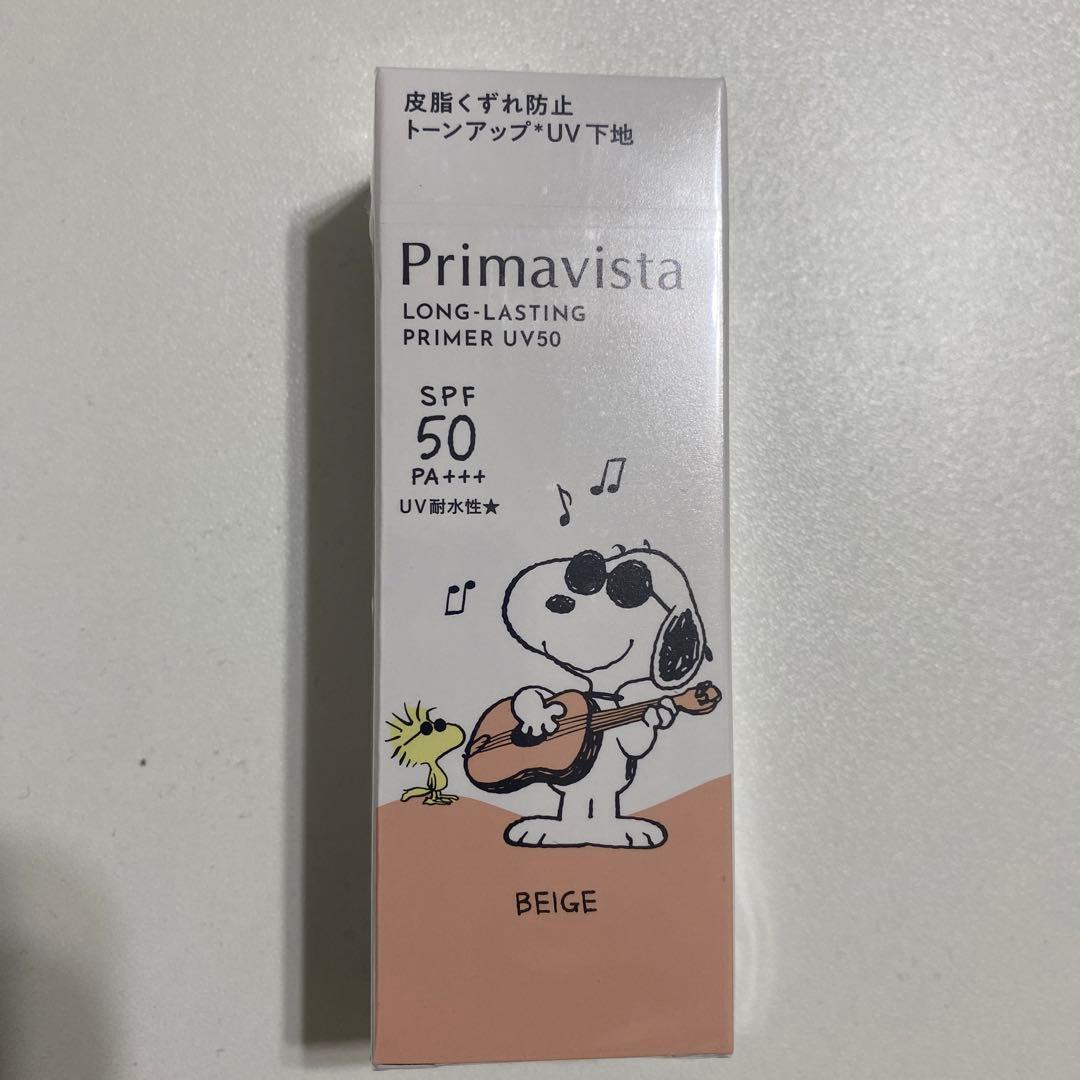 皮脂くずれ防止
トーンアップ*UV下地
Primavista
LONG-LASTING
PRIMER UV50
SPF
50
PA+++
UV耐水性★
BEIGE